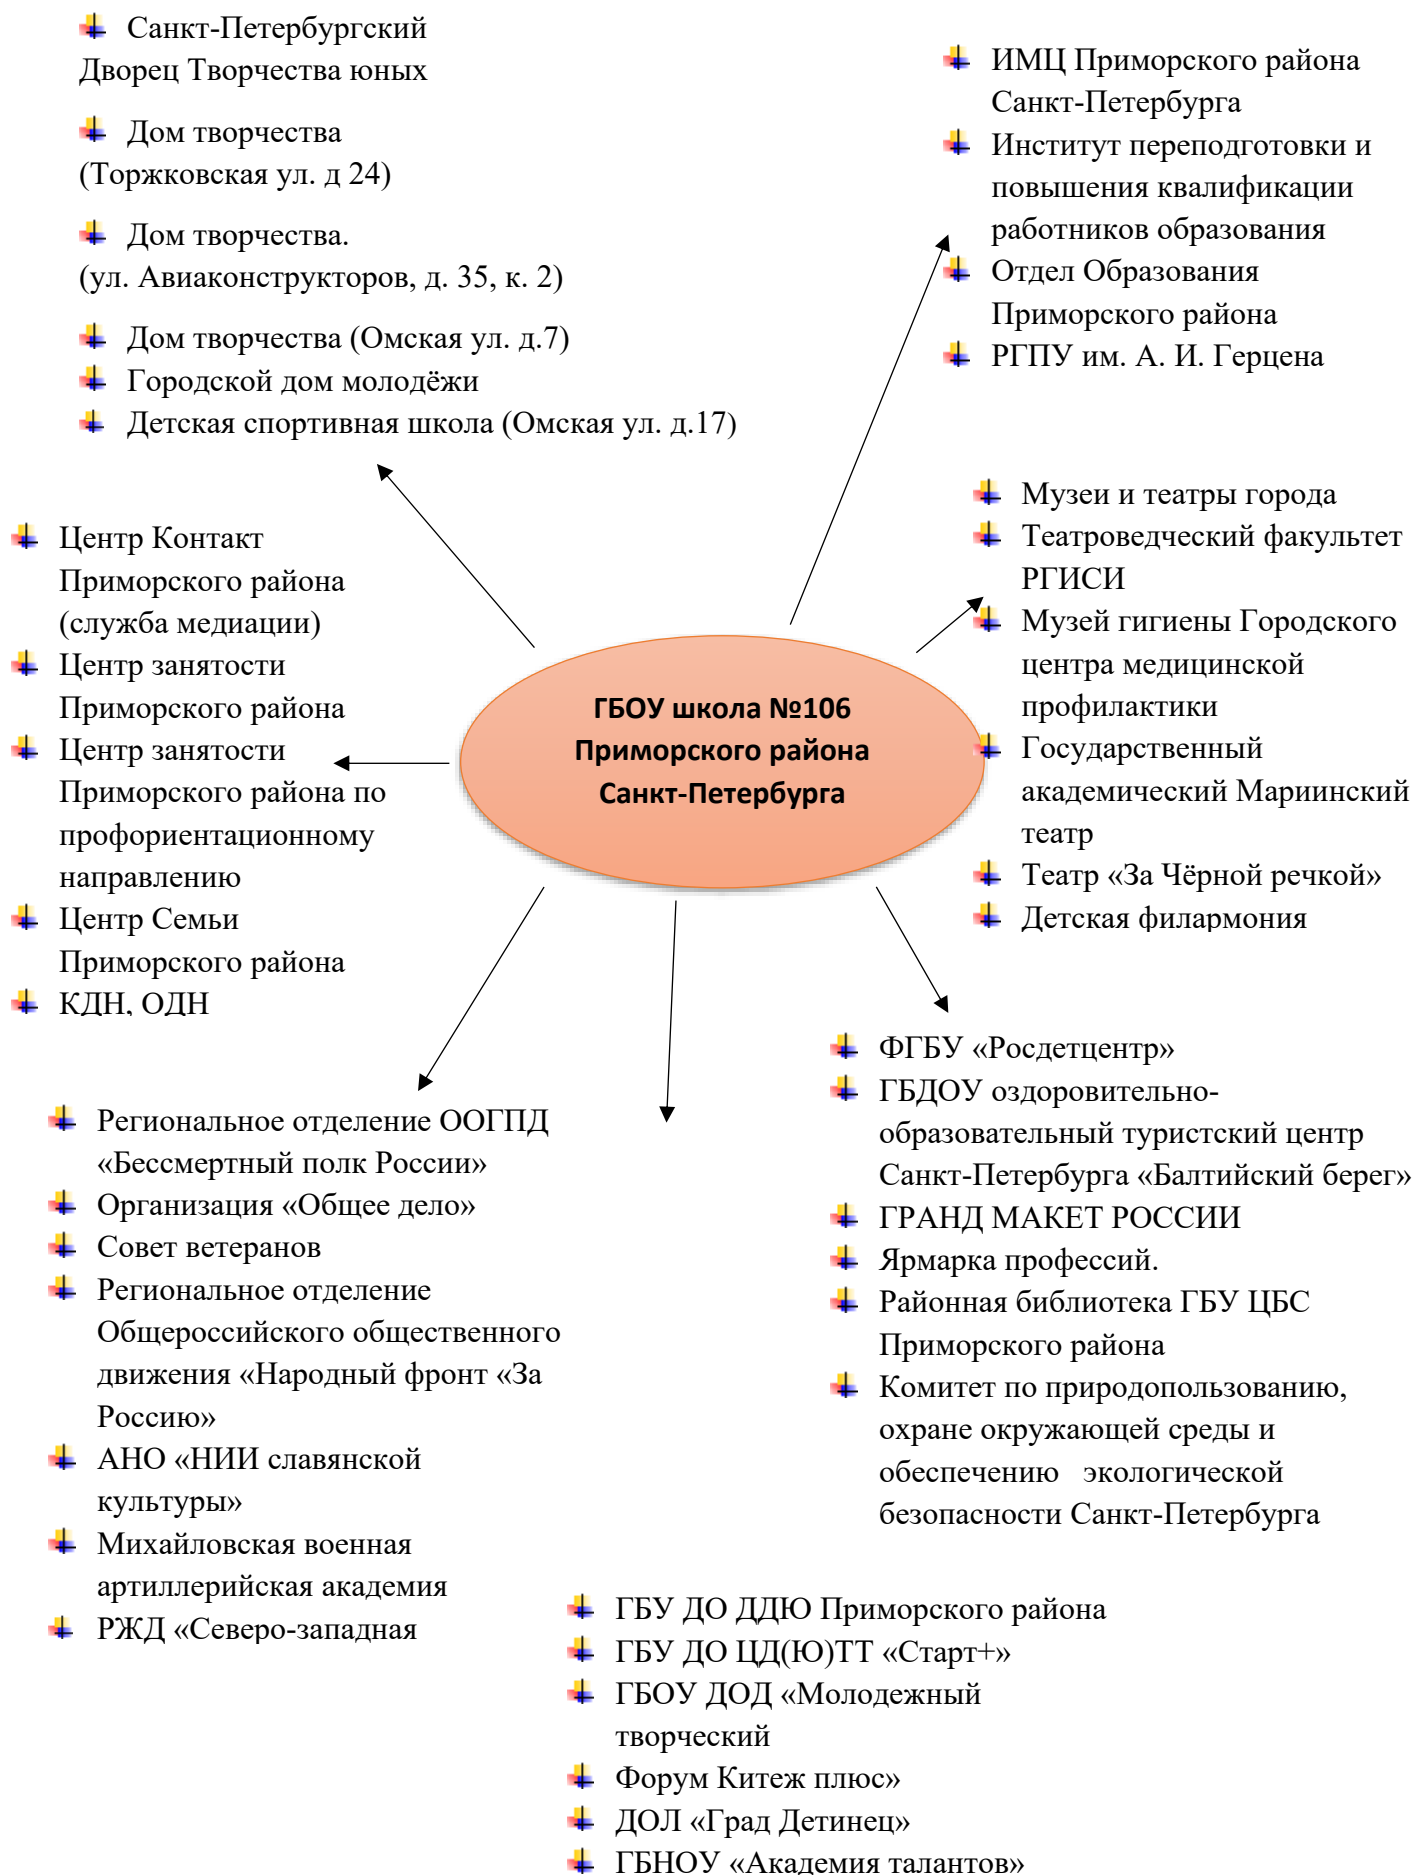 Санкт-Петербургский
Дворец Творчества юных
Дом творчества
(Торжковская ул. д 24)
Дом творчества.
(ул. Авиаконструкторов, д. 35, к. 2)
Дом творчества (Омская ул. д.7)
Городской дом молодёжи
Детская спортивная школа (Омская ул. д.17)
ИМЦ Приморского района
Санкт-Петербурга
Институт переподготовки и
повышения квалификации
работников образования
Отдел Образования
Приморского района
РГПУ им. А. И. Герцена
Центр Контакт
Приморского района
(служба медиации)
Центр занятости
Приморского района
Центр занятости
Приморского района по
профориентационному
направлению
Центр Семьи
Приморского района
КДН, ОДН
ГБОУ школа №106
Приморского района
Санкт-Петербурга
Музеи и театры города
Театроведческий факультет
РГИСИ
Музей гигиены Городского
центра медицинской
профилактики
Государственный
академический Мариинский
театр
Театр «За Чёрной речкой»
Детская филармония
Региональное отделение ООГПД
«Бессмертный полк России»
Организация «Общее дело»
Совет ветеранов
Региональное отделение
Общероссийского общественного
движения «Народный фронт «За
Россию»
АНО «НИИ славянской
культуры»
Михайловская военная
артиллерийская академия
РЖД «Северо-западная
ФГБУ «Росдетцентр»
ГБДОУ оздоровительно-
образовательный туристский центр
Санкт-Петербурга «Балтийский берег»
ГРАНД МАКЕТ РОССИИ
Ярмарка профессий.
Районная библиотека ГБУ ЦБС
Приморского района
Комитет по природопользованию,
охране окружающей среды и
обеспечению экологической
безопасности Санкт-Петербурга
ГБУ ДО ДДЮ Приморского района
ГБУ ДО ЦД(Ю)ТТ «Старт+»
ГБОУ ДОД «Молодежный
творческий
Форум Китеж плюс»
ДОЛ «Град Детинец»
ГБНОУ «Академия талантов»